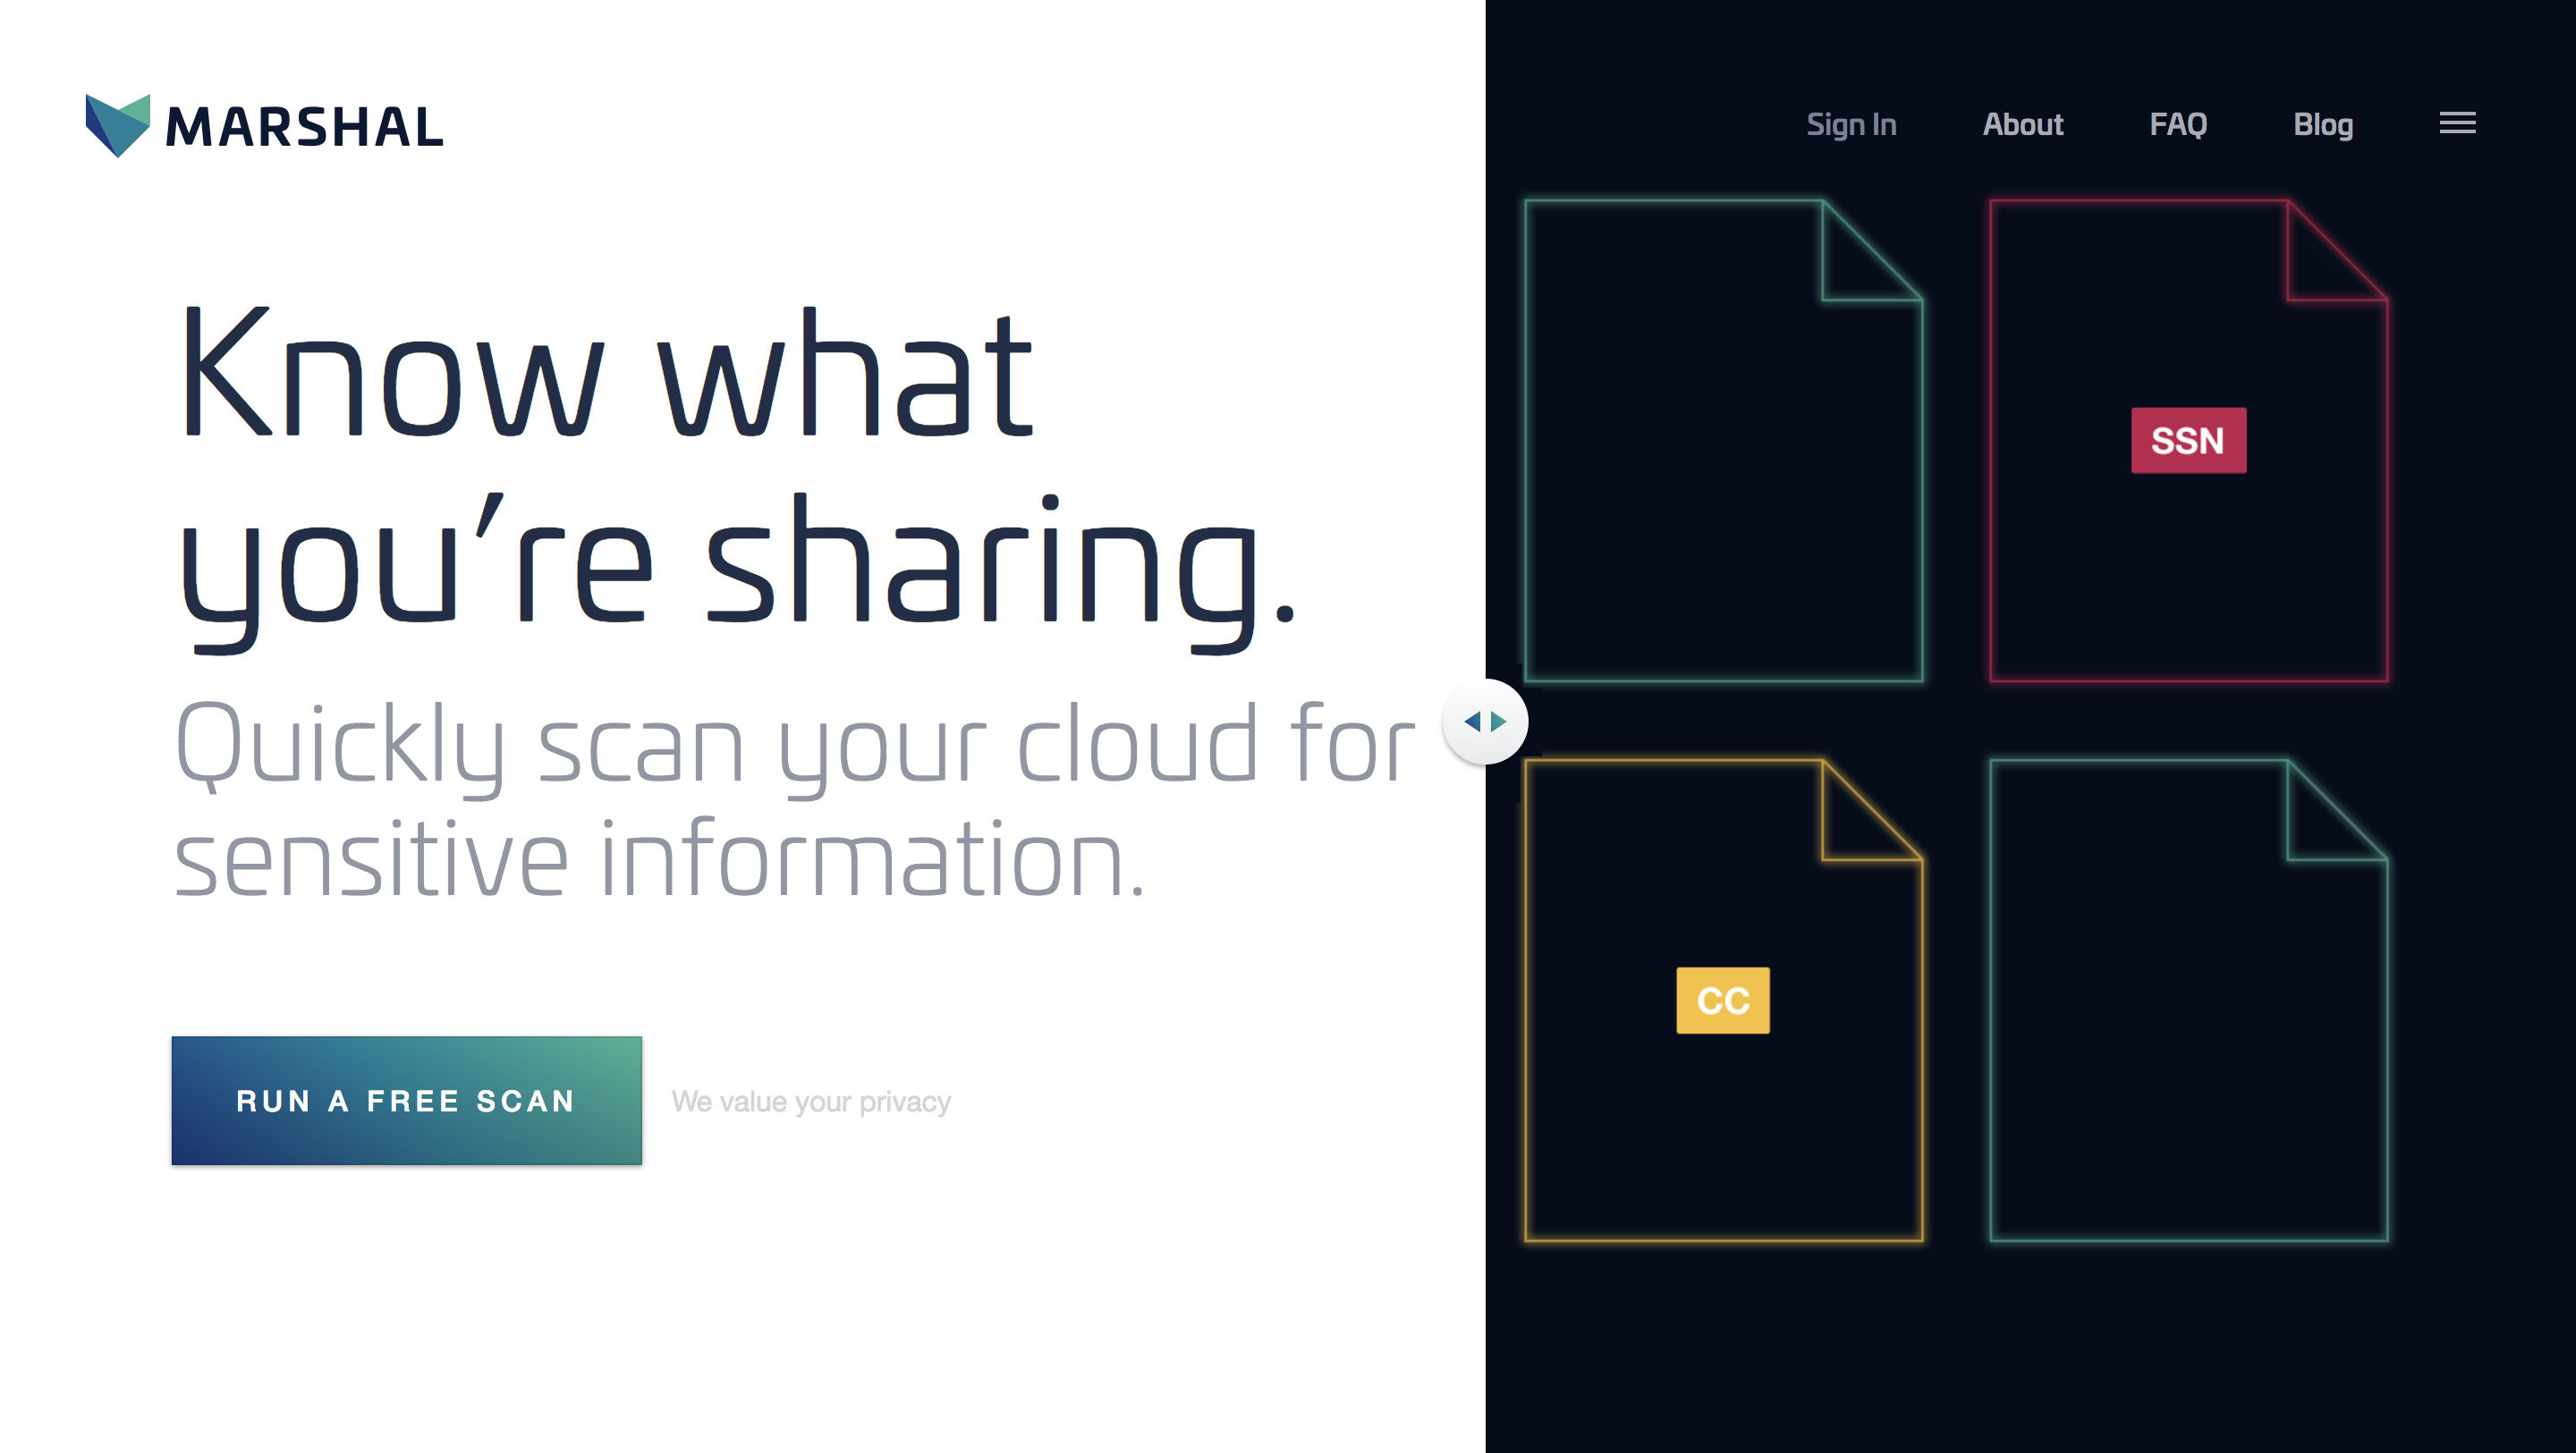 MARSHAL
Sign In
About
FAQ
Blog
Know what
you’re sharing.
Quickly scan your cloud for
sensitive information.
RUN A FREE SCAN
We value your privacy
SSN
CC